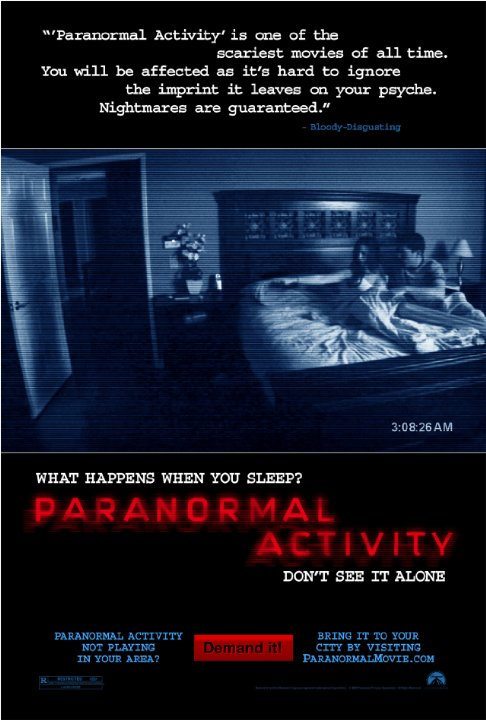 “‘Paranormal Activity’ is one of the
scariest movies of all time.
You will be affected as it’s hard to ignore
the imprint it leaves on your psyche.
Nightmares are guaranteed.”
- Bloody-Disgusting
3:08:26 AM
WHAT HAPPENS WHEN YOU SLEEP?
PARANORMAL
ACTIVITY
DON’T SEE IT ALONE
PARANORMAL ACTIVITY
NOT PLAYING
IN YOUR AREA?
Demand it!
BRING IT TO YOUR
CITY BY VISITING
PARANORMALMOVIE.COM
R RESTRICTED